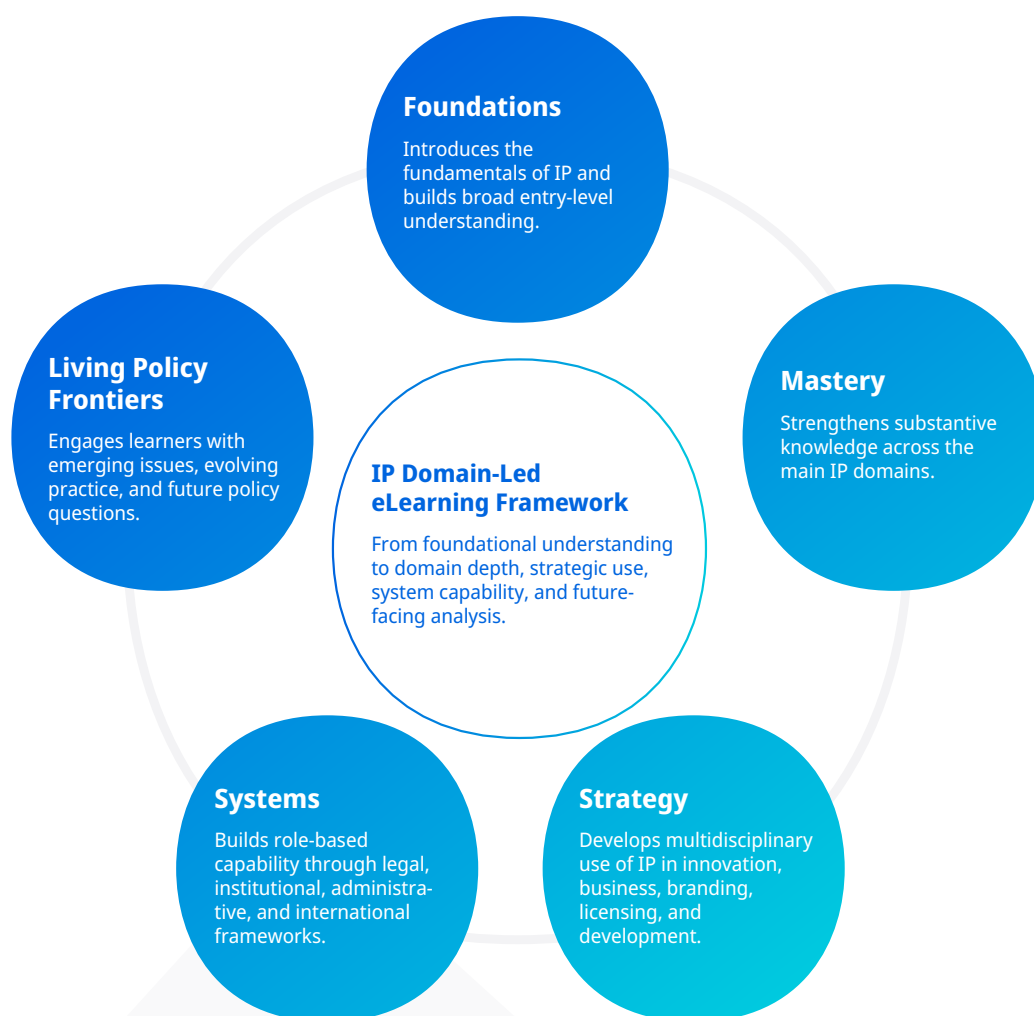 Foundations
Introduces the
fundamentals of IP and
builds broad entry-level
understanding.
Living Policy
Frontiers
Engages learners with
emerging issues, evolving
practice, and future policy
questions.
Mastery
Strengthens substantive
knowledge across the
main IP domains.
IP Domain-Led
eLearning Framework
From foundational understanding
to domain depth, strategic use,
system capability, and future-
facing analysis.
Systems
Builds role-based
capability through legal,
institutional, administra-
tive, and international
frameworks.
Strategy
Develops multidisciplinary
use of IP in innovation,
business, branding,
licensing, and
development.